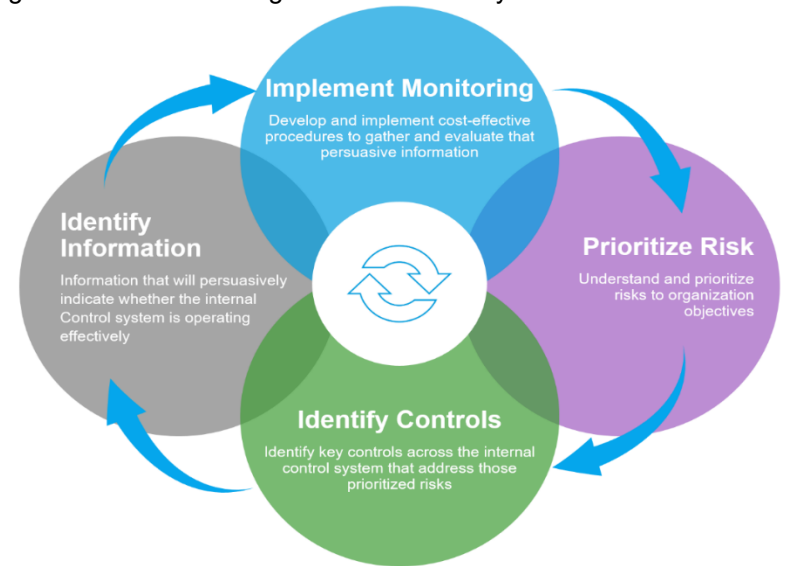 Implement Monitoring
Develop and implement cost-effective
procedures to gather and evaluate that
persuasive information
Prioritize Risk
Understand and prioritize
risks to organization
objectives
Identify Controls
Identify key controls across the internal
control system that address those
prioritized risks
Identify
Information
Information that will persuasively
indicate whether the internal
Control system is operating
effectively